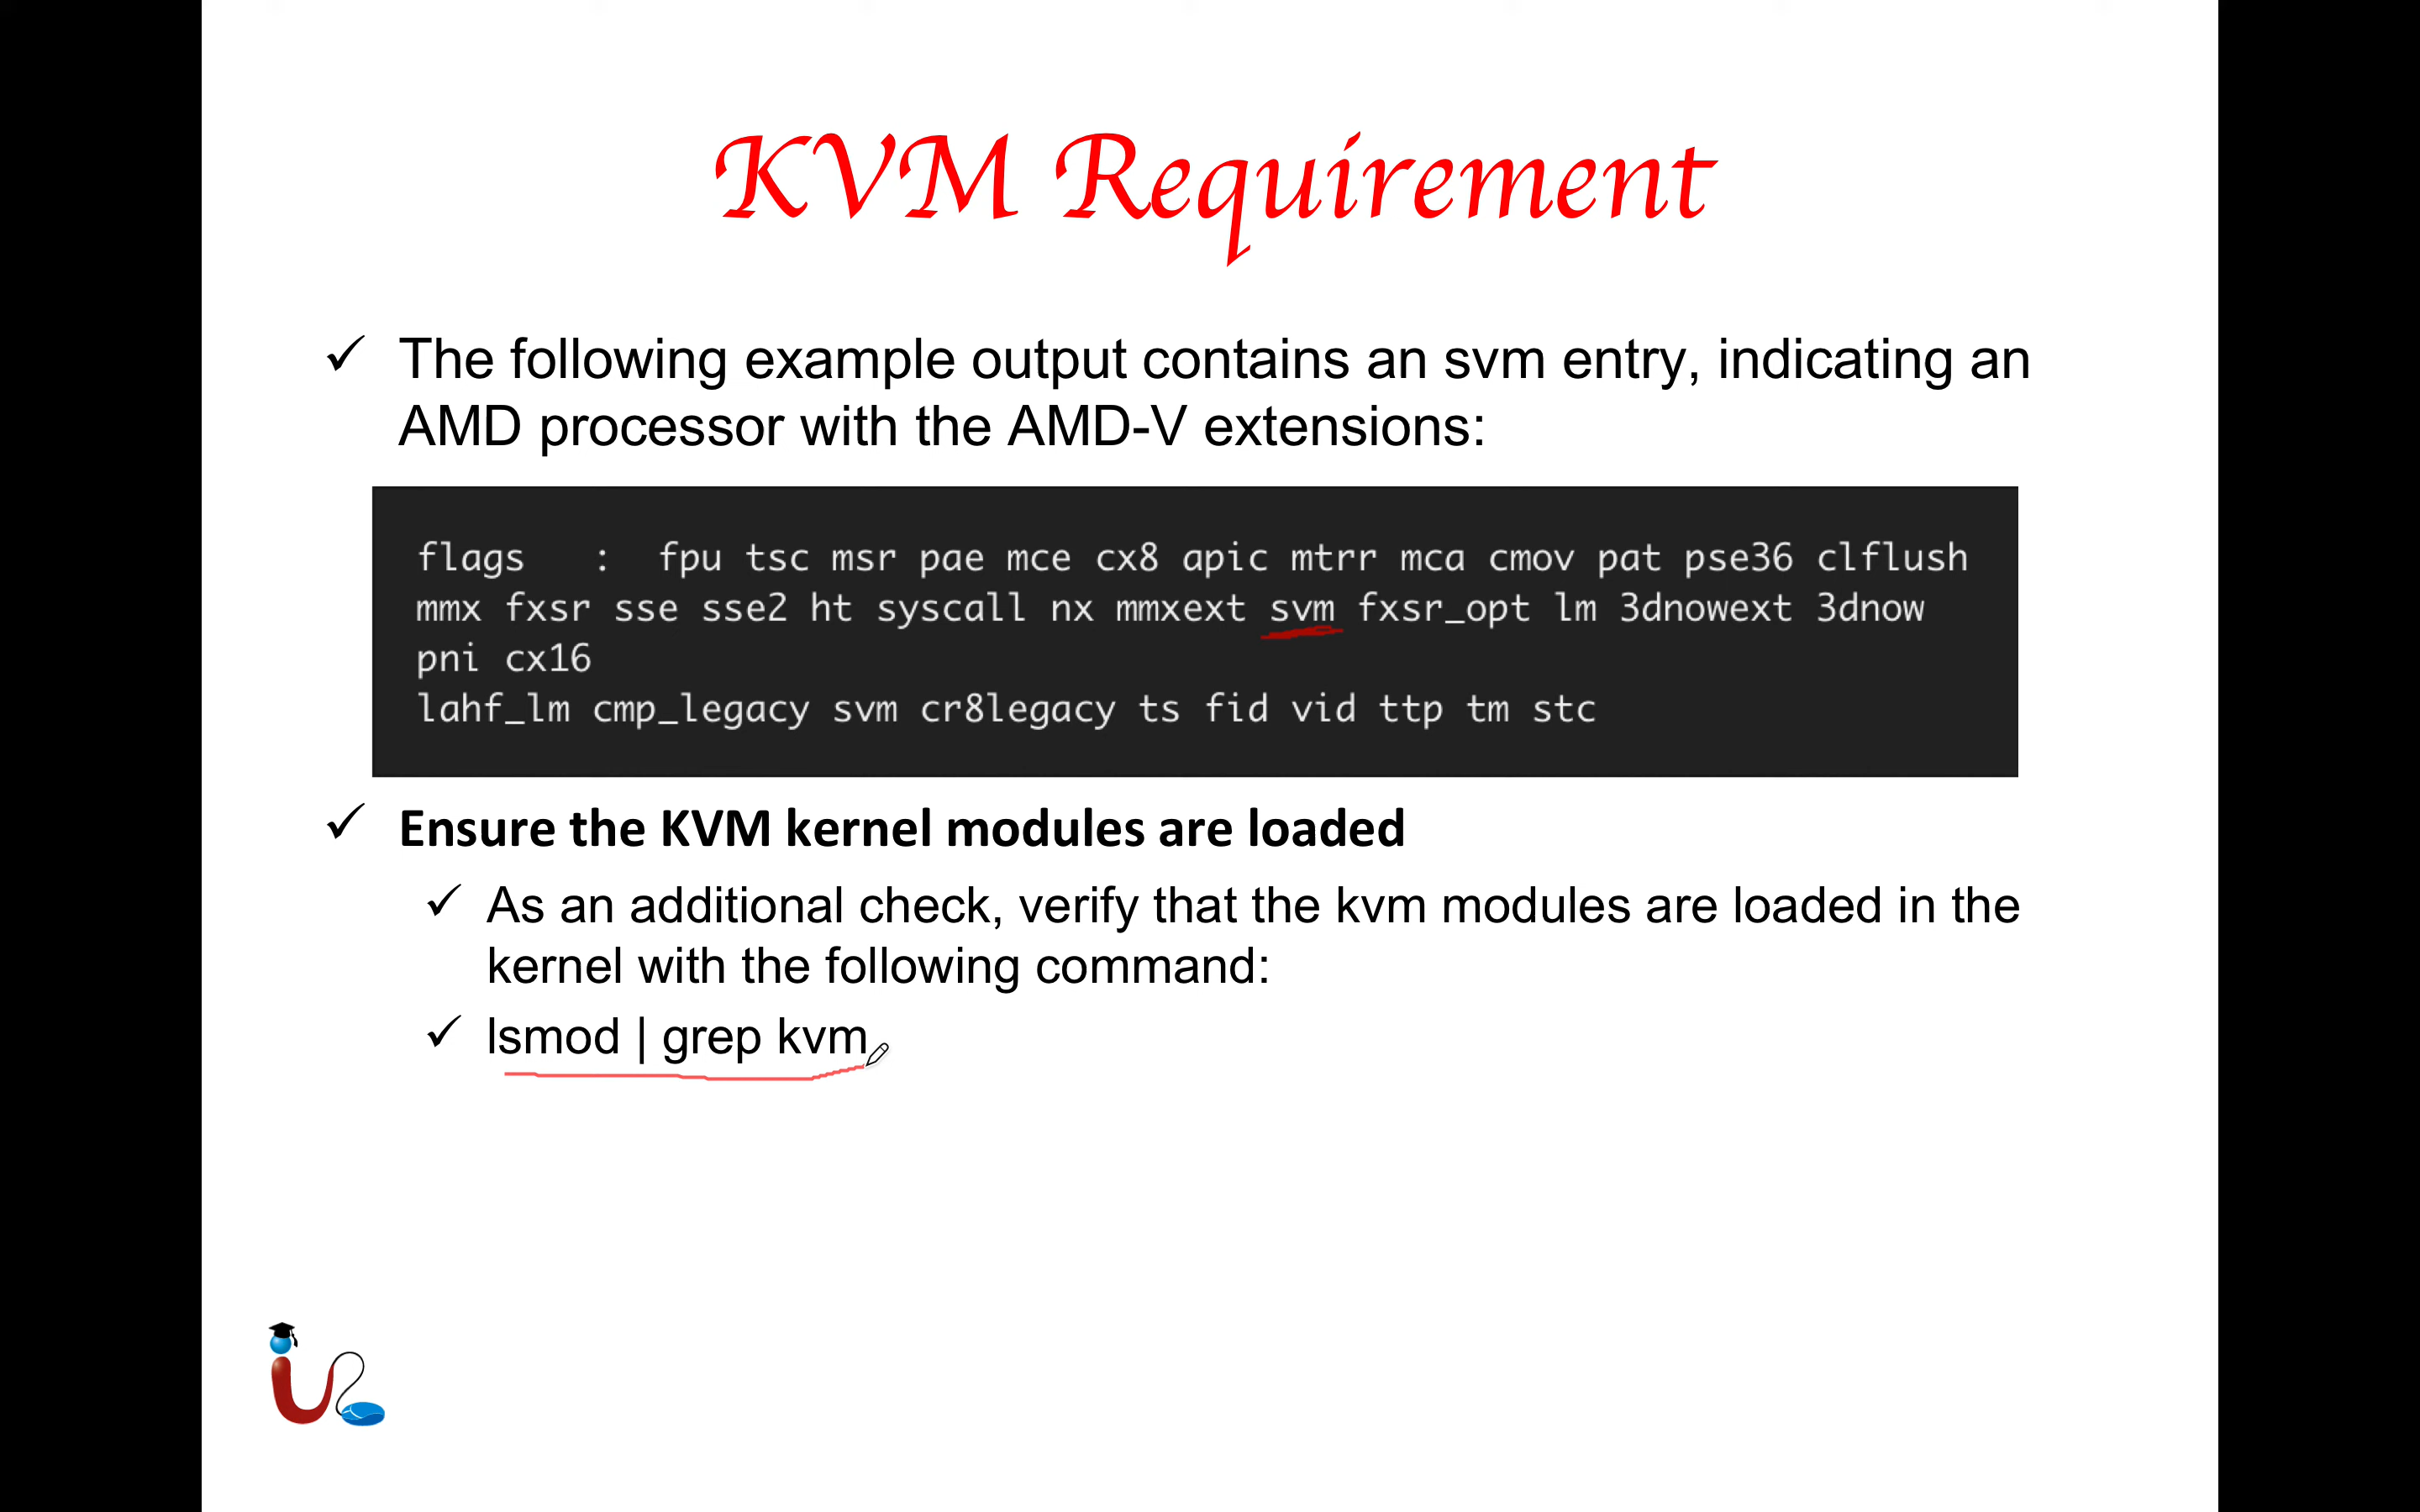 KVM Requirement
The following example output contains an svm entry, indicating an
AMD processor with the AMD-V extensions:
flags : fpu tsc msr pae mce cx8 apic mtrr mca cmov pat pse36 clflush
mmx fxsr sse sse2 ht syscall nx mmxext svm fxsr_opt lm 3dnowext 3dnow
pni cx16
lahf_lm cmp_legacy svm cr8legacy ts fid vid ttp tm stc
Ensure the KVM kernel modules are loaded
As an additional check, verify that the kvm modules are loaded in the
kernel with the following command:
lsmod | grep kvm